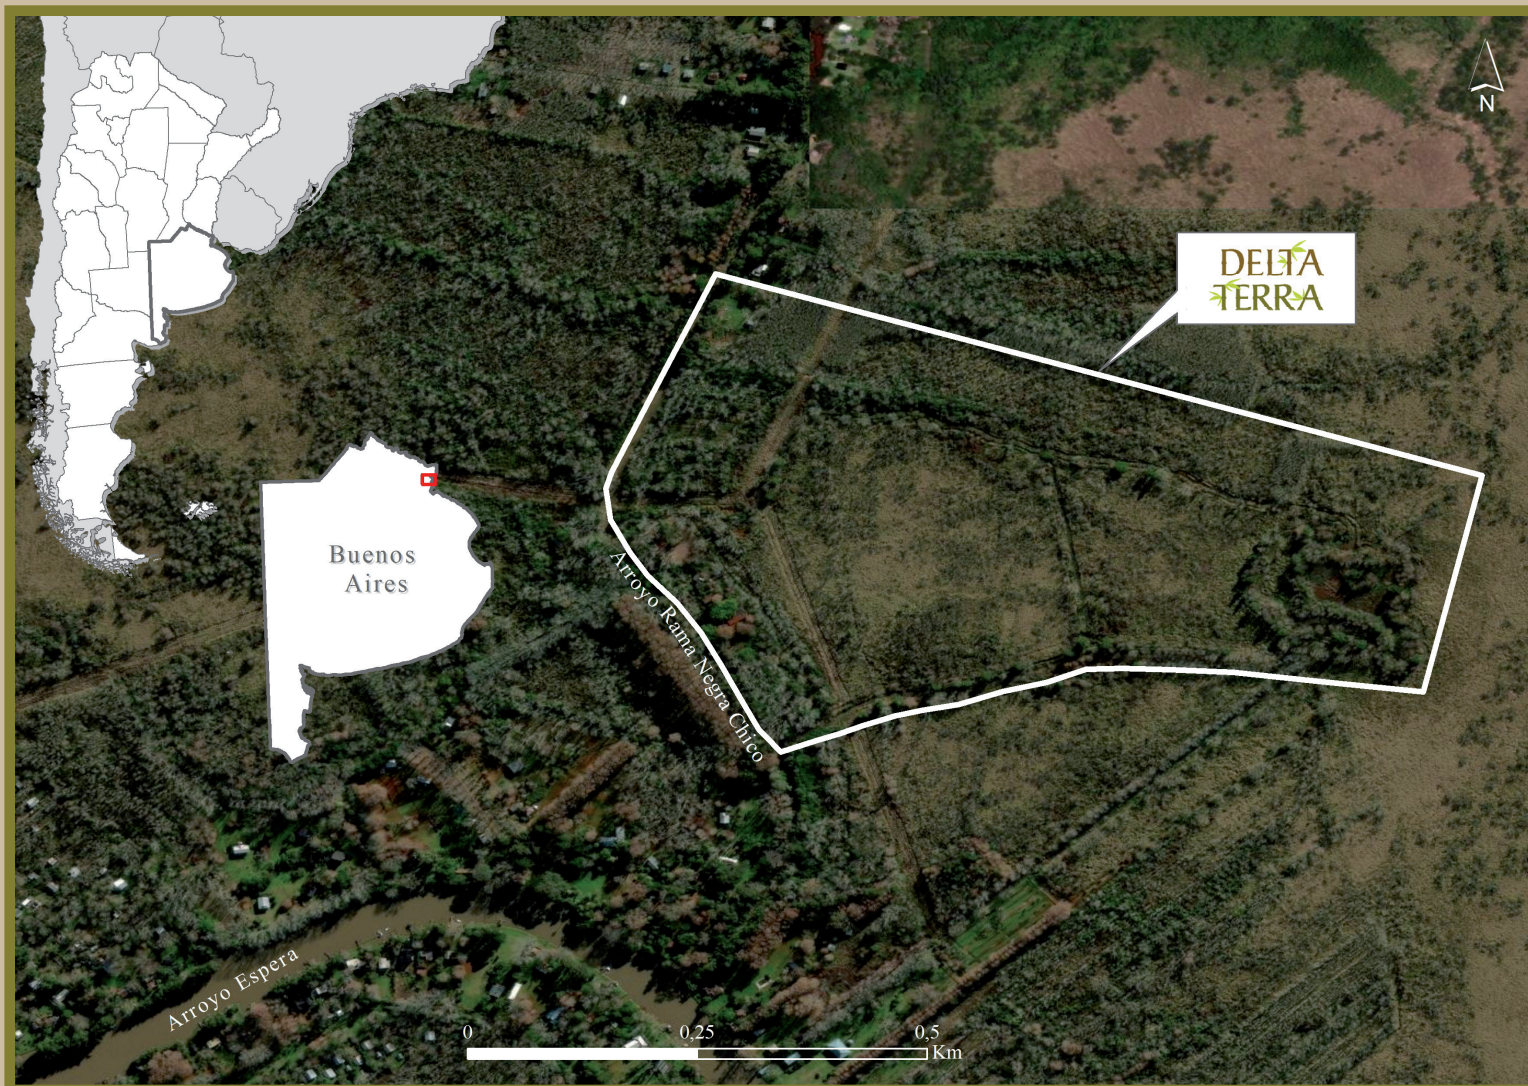 N
DELTA
TERRA
Buenos
Aires
Arroyo Rama Negra Chico
Arroyo Espera
0 0,25 0,5
Km